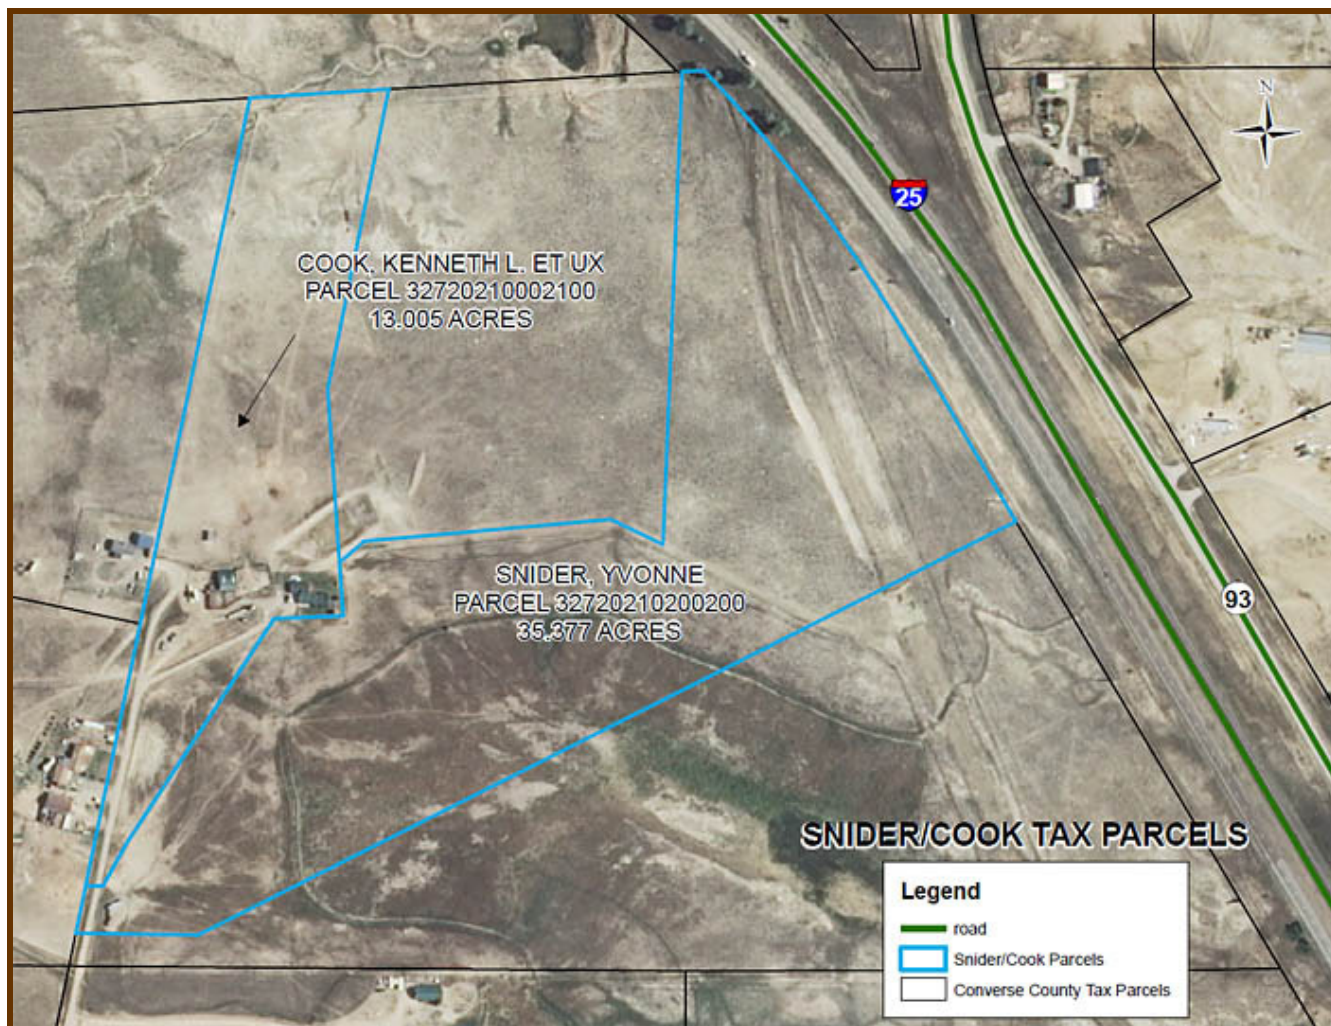 N
25
COOK, KENNETH L. ET UX
PARCEL 32720210002100
13.005 ACRES
SNIDER, YVONNE
PARCEL 32720210200200
35.377 ACRES
93
SNIDER/COOK TAX PARCELS
Legend
road
Snider/Cook Parcels
Converse County Tax Parcels